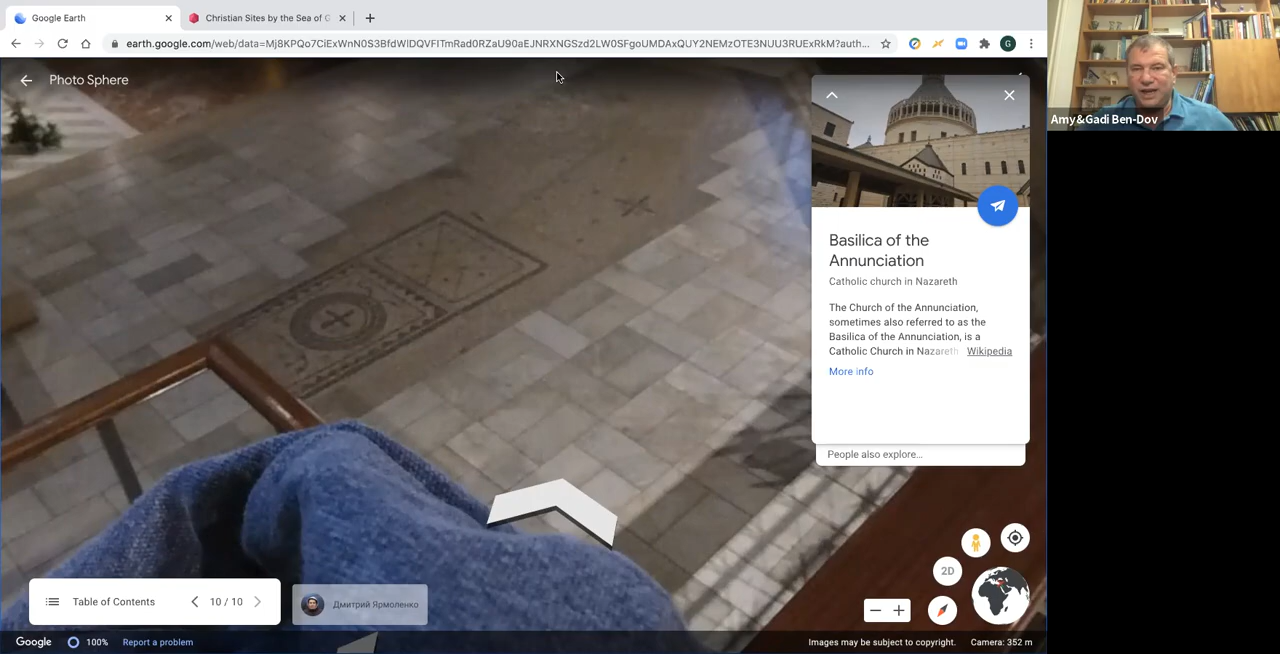 Google Earth
Christian Sites by the Sea of G
earth.google.com/web/data=Mj8KPQo7CiExWnN0S3BfdWlDQVFITmRad0RZaU90aEJNRXNGSzd2LW0SFgoUMDAxQUY2NEMzOTE3NUU3RUExRkM?auth...
G
Photo Sphere
Amy&Gadi Ben-Dov
Basilica of the
Annunciation
Catholic church in Nazareth
The Church of the Annunciation,
sometimes also referred to as the
Basilica of the Annunciation, is a
Catholic Church in Nazareth Wikipedia
More info
People also explore...
2D
Table of Contents 10 / 10
Дмитрий Ярмоленко
Google 100% Report a problem
Images may be subject to copyright. Camera: 352 m